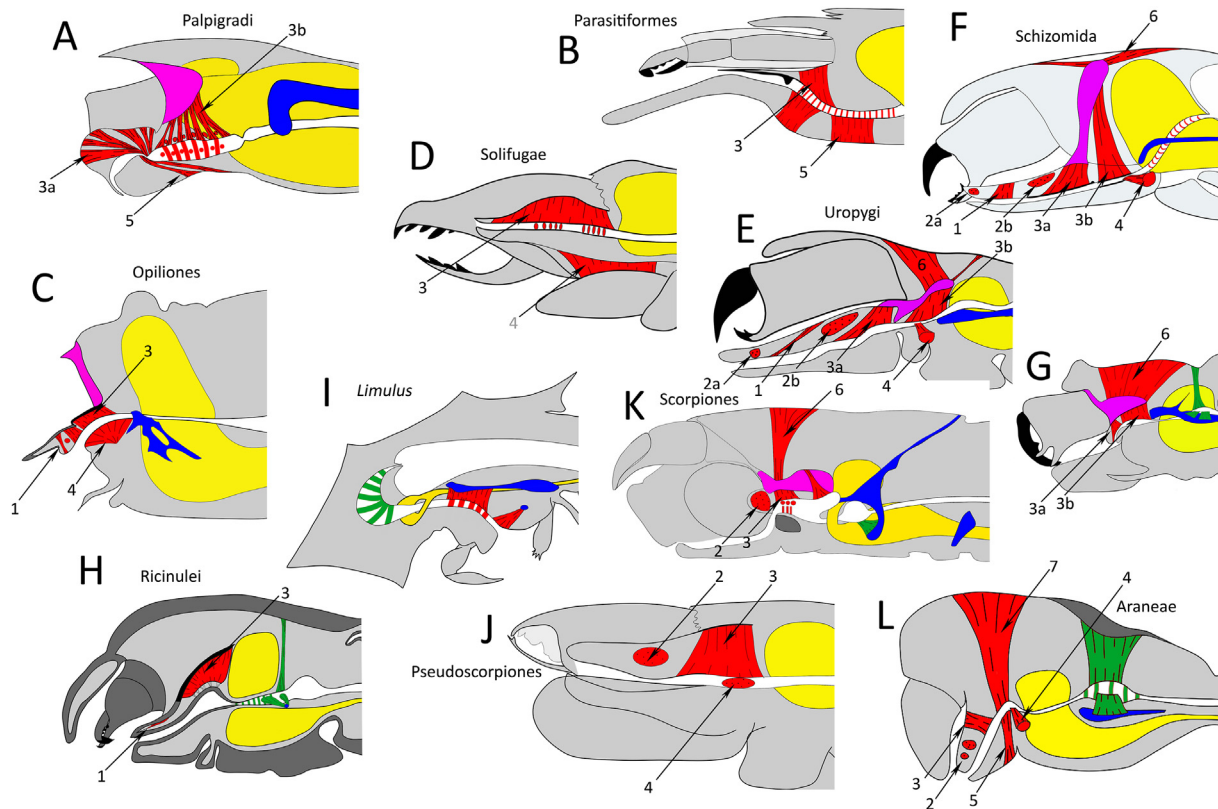 A
Palpigradi
3b
3a
5
Parasitiformes
B
3
5
F
Schizomida
6
2a
1
2b
3a
3b
4
D
Solifugae
3
4
E
Uropygi
3b
6
2a
1
2b
3a
4
C
Opiliones
3
1
4
I
Limulus
K
Scorpiones
6
2
3
G
6
3a
3b
H
Ricinulei
3
1
J
Pseudoscorpiones
2
3
4
L
7
4
Araneae
3
2
5